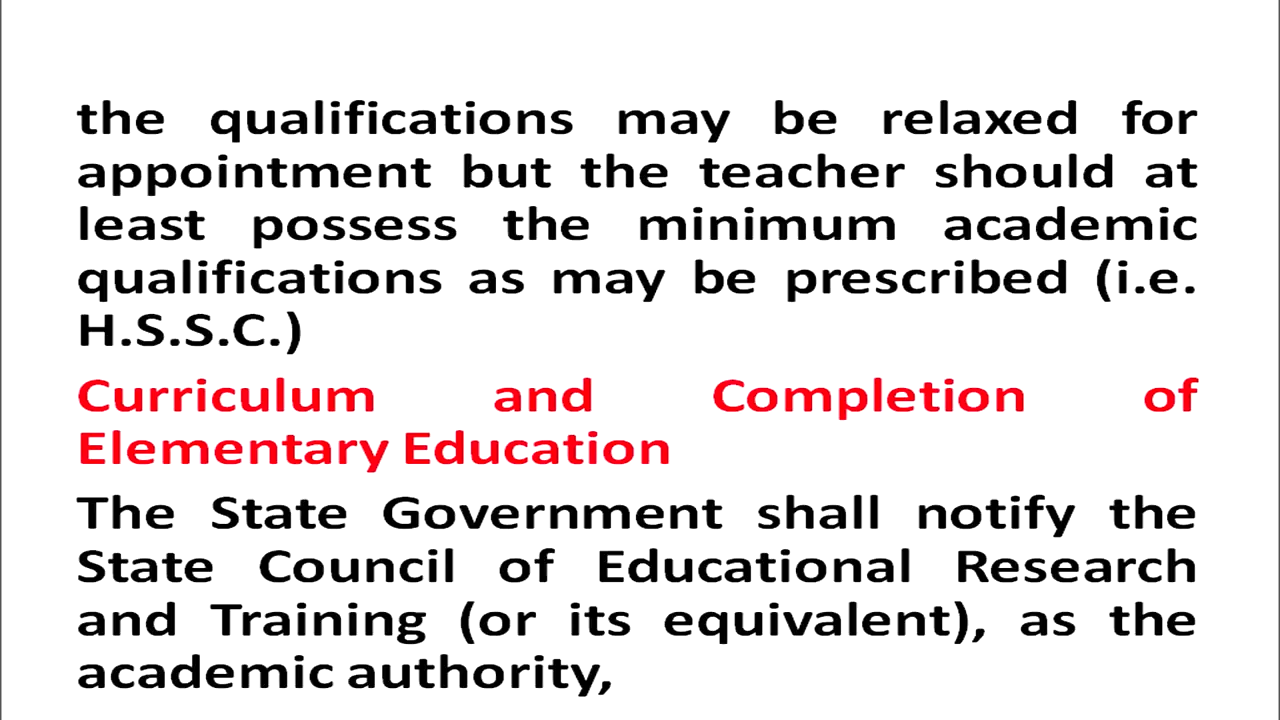 the qualifications may be relaxed for
appointment but the teacher should at
least possess the minimum academic
qualifications as may be prescribed (i.e.
H.S.S.C.)
Curriculum and Completion of
Elementary Education
The State Government shall notify the
State Council of Educational Research
and Training (or its equivalent), as the
academic authority,